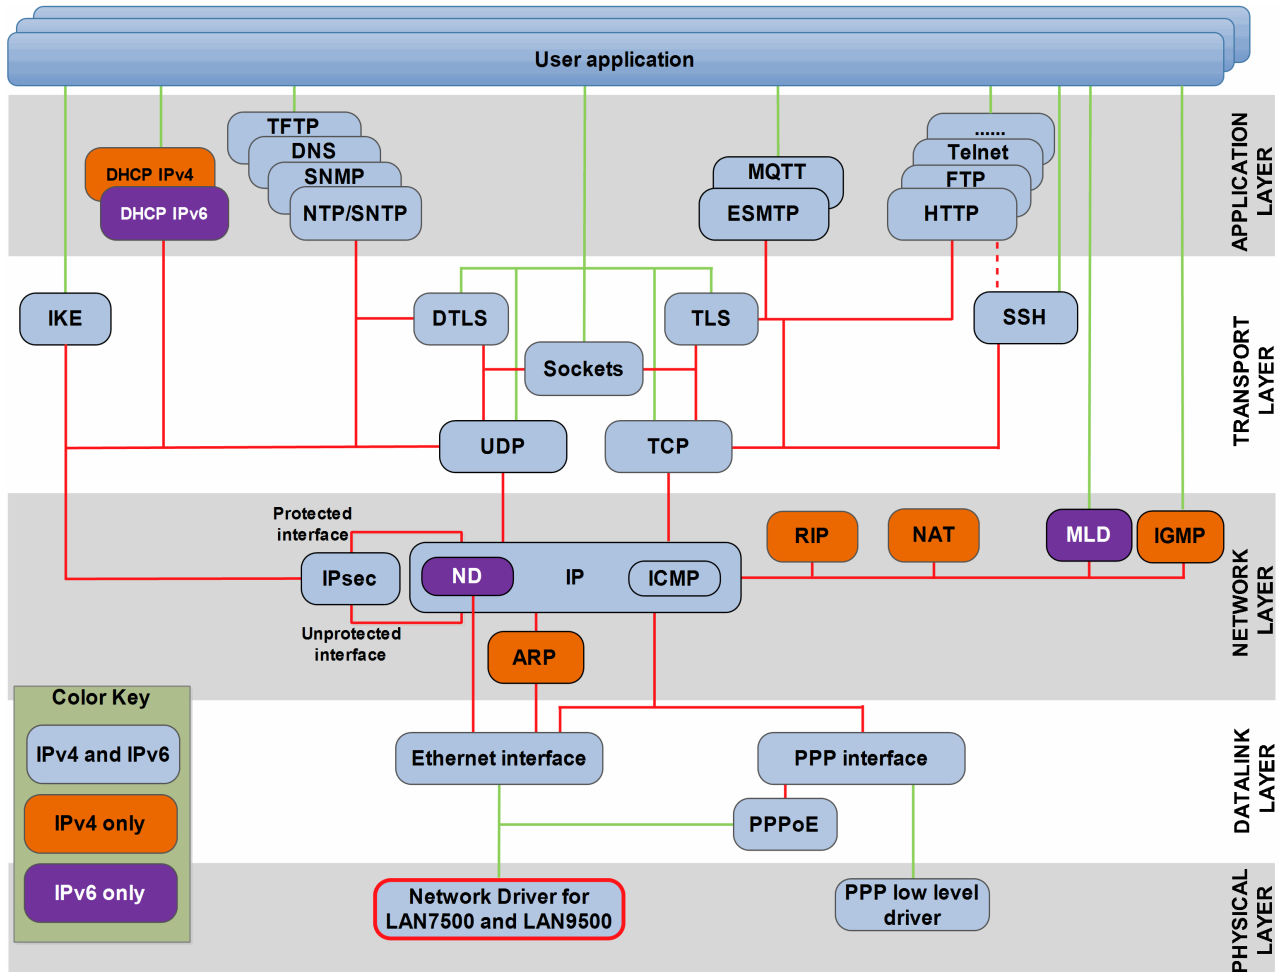 User application
TFTP
DNS
SNMP
NTP/SNTP
DHCP IPv4
DHCP IPv6
MQTT
ESMTP
......
Telnet
FTP
HTTP
APPLICATION
LAYER
IKE
DTLS
TLS
SSH
Sockets
UDP
TCP
TRANSPORT
LAYER
Protected
interface
IPsec
Unprotected
interface
ND
IP
ICMP
ARP
RIP
NAT
MLD
IGMP
NETWORK
LAYER
Color Key
IPv4 and IPv6
IPv4 only
IPv6 only
Ethernet interface
PPP interface
PPPoE
DATALINK
LAYER
Network Driver for
LAN7500 and LAN9500
PPP low level
driver
PHYSICAL
LAYER